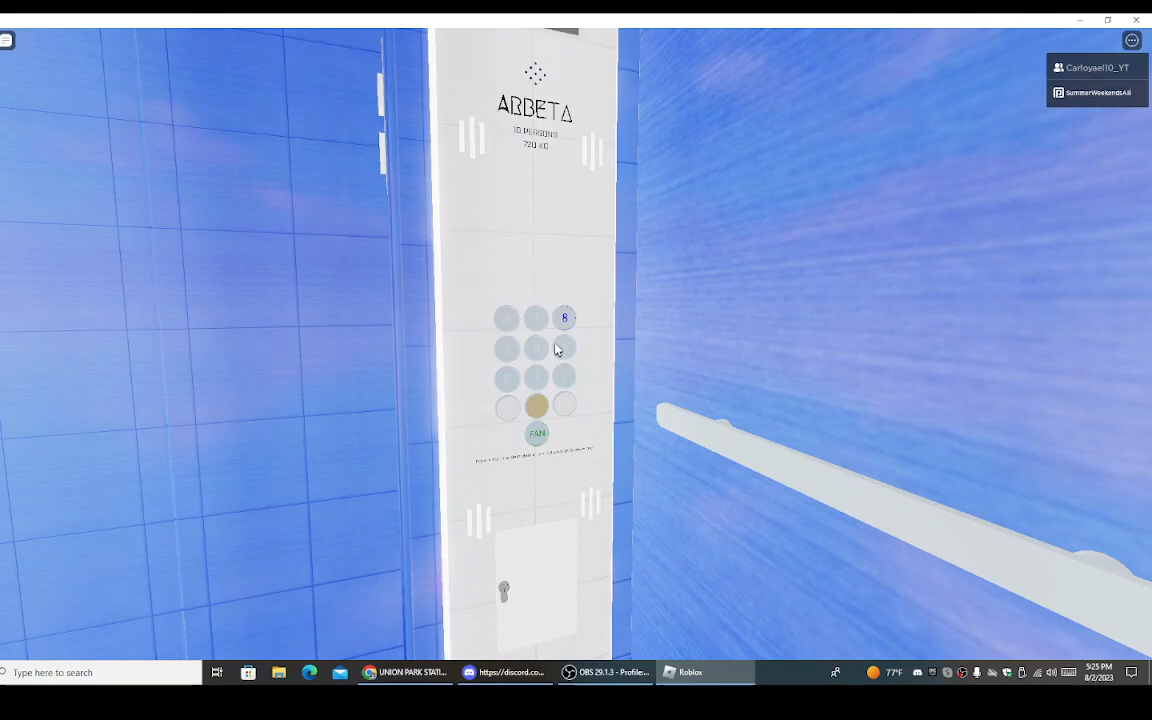 Carloyael10_YT
SummerWeekendsAll
ABBETA
10 PERSONS
720 KG
8
FAN
Type here to search
UNION PARK STATI...
https://discord.co...
OBS 29.1.3 - Profile:...
Roblox
77°F
5:25 PM
8/2/2023